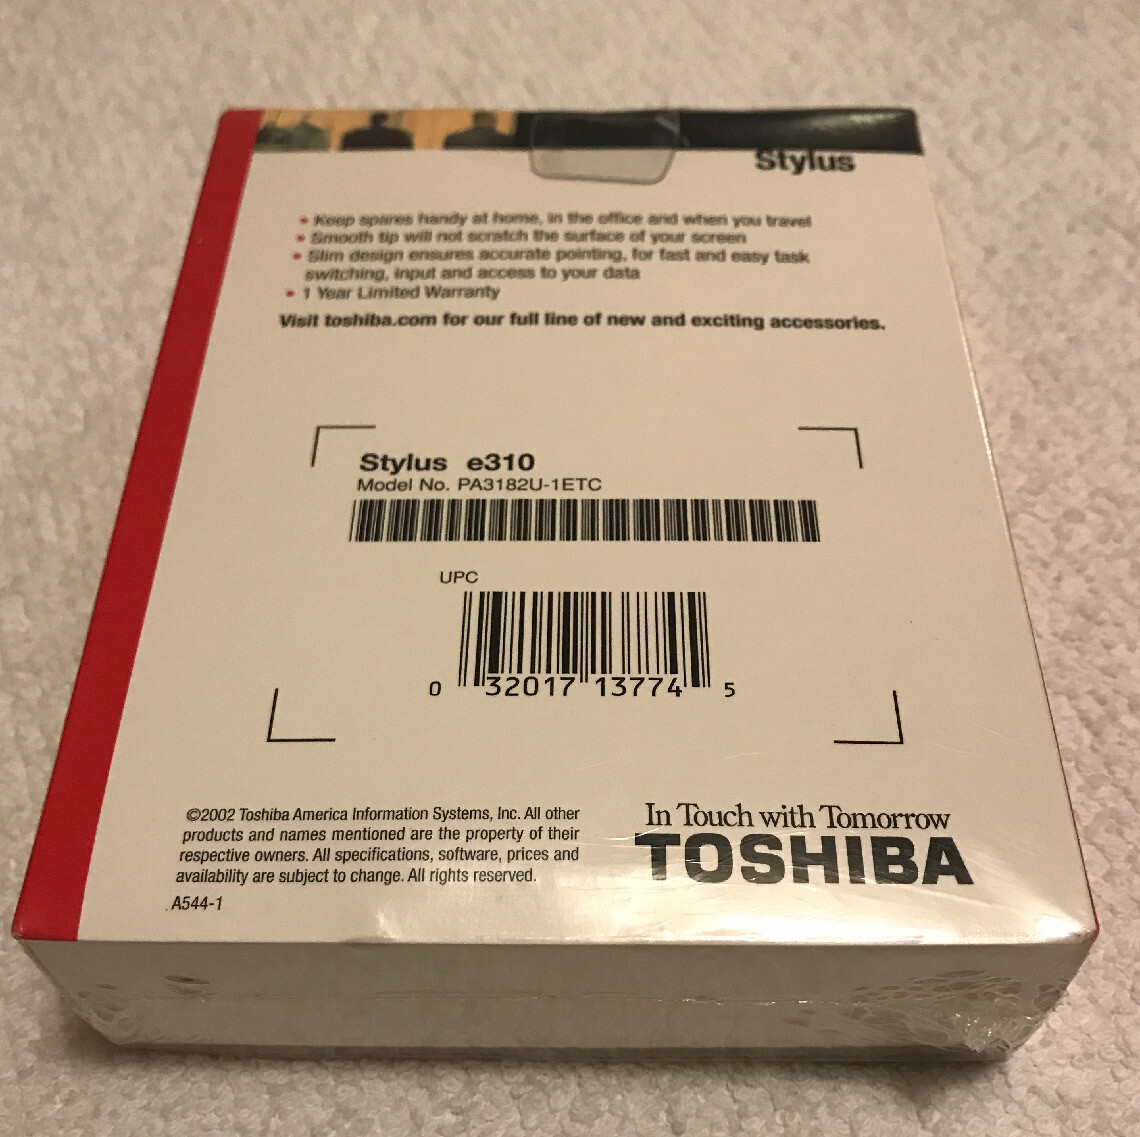 Stylus
• Keep spares handy at home, in the office and when you travel
• Smooth tip will not scratch the surface of your screen
• Slim design ensures accurate pointing, for fast and easy task
switching, input and access to your data
• 1 Year Limited Warranty
Visit toshiba.com for our full line of new and exciting accessories.
Stylus e310
Model No. PA3182U-1ETC
UPC
0 32017 13774 5
©2002 Toshiba America Information Systems, Inc. All other
products and names mentioned are the property of their
respective owners. All specifications, software, prices and
availability are subject to change. All rights reserved.
A544-1
In Touch with Tomorrow
TOSHIBA